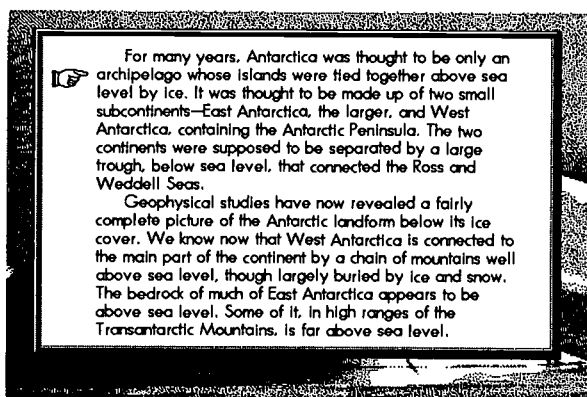 For many years, Antarctica was thought to be only an
archipelago whose islands were tied together above sea
level by ice. It was thought to be made up of two small
subcontinents—East Antarctica, the larger, and West
Antarctica, containing the Antarctic Peninsula. The two
continents were supposed to be separated by a large
trough, below sea level, that connected the Ross and
Weddell Seas.
Geophysical studies have now revealed a fairly
complete picture of the Antarctic landform below its ice
cover. We know now that West Antarctica is connected to
the main part of the continent by a chain of mountains well
above sea level, though largely buried by ice and snow.
The bedrock of much of East Antarctica appears to be
above sea level. Some of it, in high ranges of the
Transantarctic Mountains, is far above sea level.